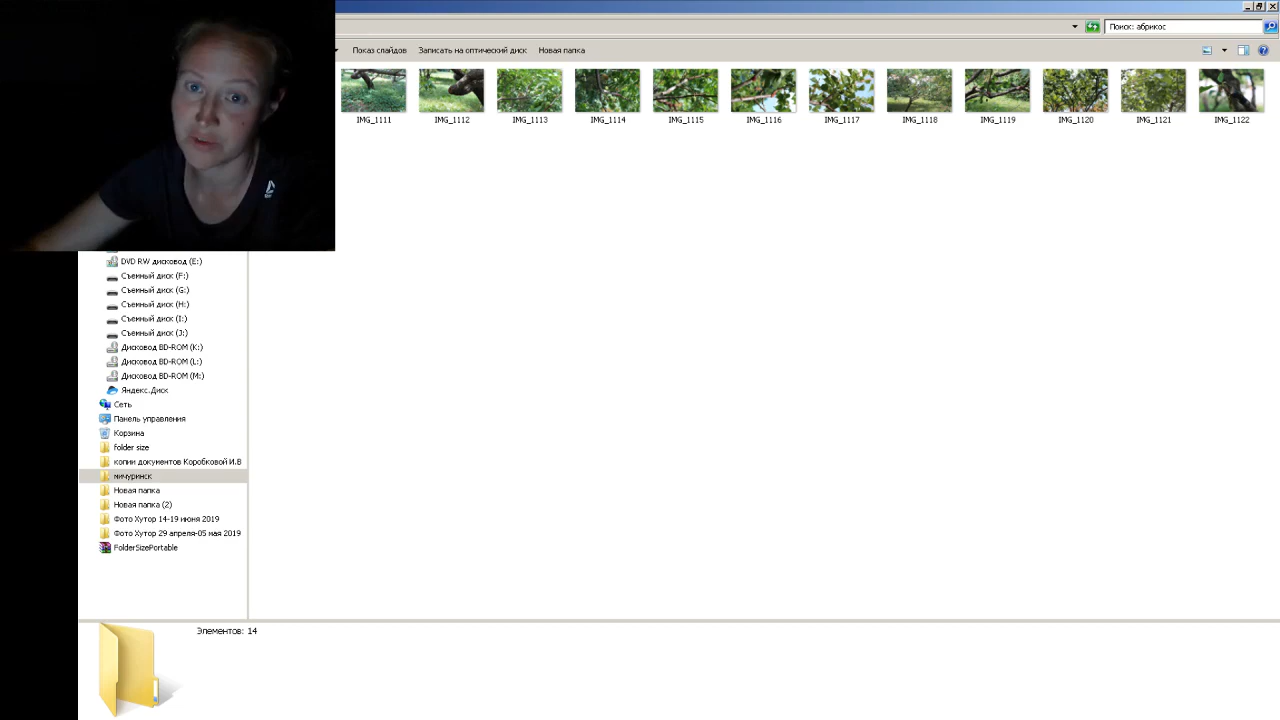 Поиск: абрикос
Показ слайдов
Записать на оптический диск
Новая папка
IMG_1111
IMG_1112
IMG_1113
IMG_1114
IMG_1115
IMG_1116
IMG_1117
IMG_1118
IMG_1119
IMG_1120
IMG_1121
IMG_1122
DVD RW дисковод (E:)
Съемный диск (F:)
Съемный диск (G:)
Съемный диск (H:)
Съемный диск (I:)
Съемный диск (J:)
Дисковод BD-ROM (K:)
Дисковод BD-ROM (L:)
Дисковод BD-ROM (M:)
Яндекс.Диск
Сеть
Панель управления
Корзина
folder size
копии документов Коробковой И.В
мичуринск
Новая папка
Новая папка (2)
Фото Хутор 14-19 июня 2019
Фото Хутор 29 апреля-05 мая 2019
FolderSizePortable
Элементов: 14